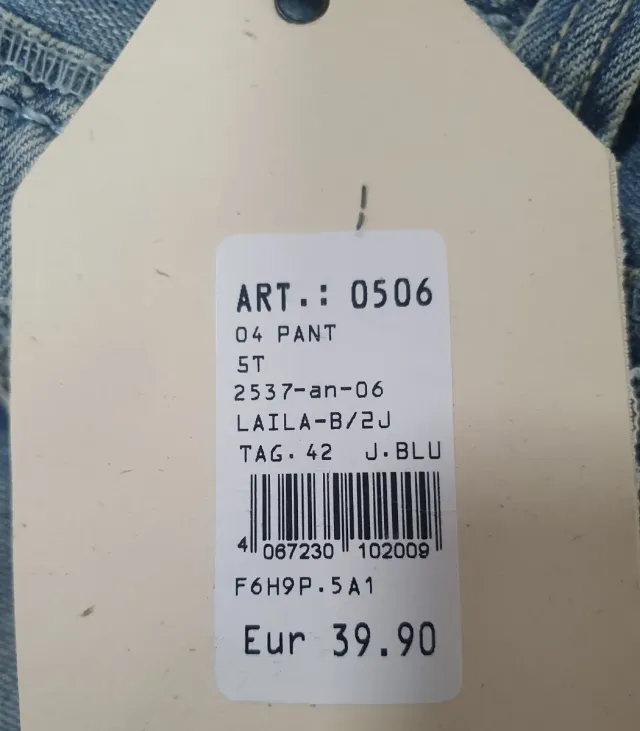 ART.: 0506
04 PANT
5T
2537-an-06
LAILA-B/2J
TAG. 42 J.BLU
4 067230 102009
F6H9P.5A1
Eur 39.90